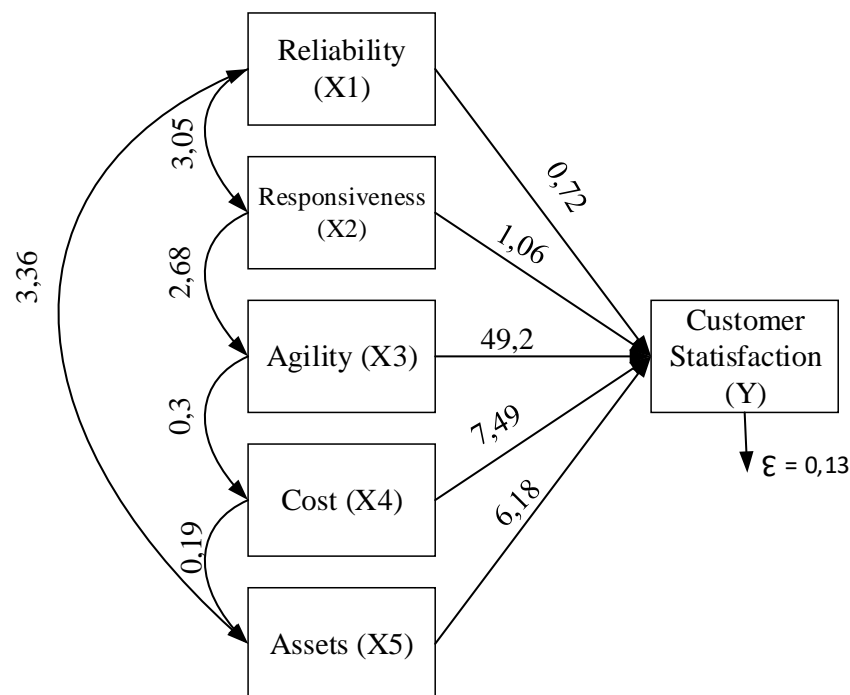 Reliability
(X1)
3,05
0,72
Responsiveness
(X2)
1,06
3,36
2,68
Agility (X3)
49,2
Customer
Statisfaction
(Y)
0,3
7,49
Cost (X4)
6,18
Ɛ = 0,13
0,19
Assets (X5)